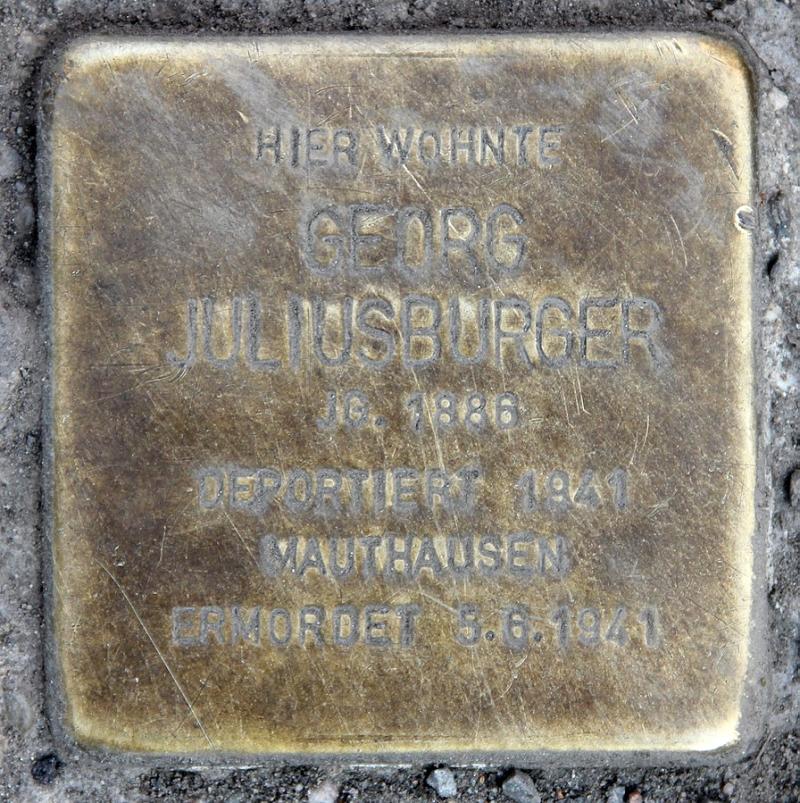 HIER WOHNTE
GEORG
JULIUSBURGER
JG. 1886
DEPORTIERT 1941
MAUTHAUSEN
ERMORDET 5.6.1941